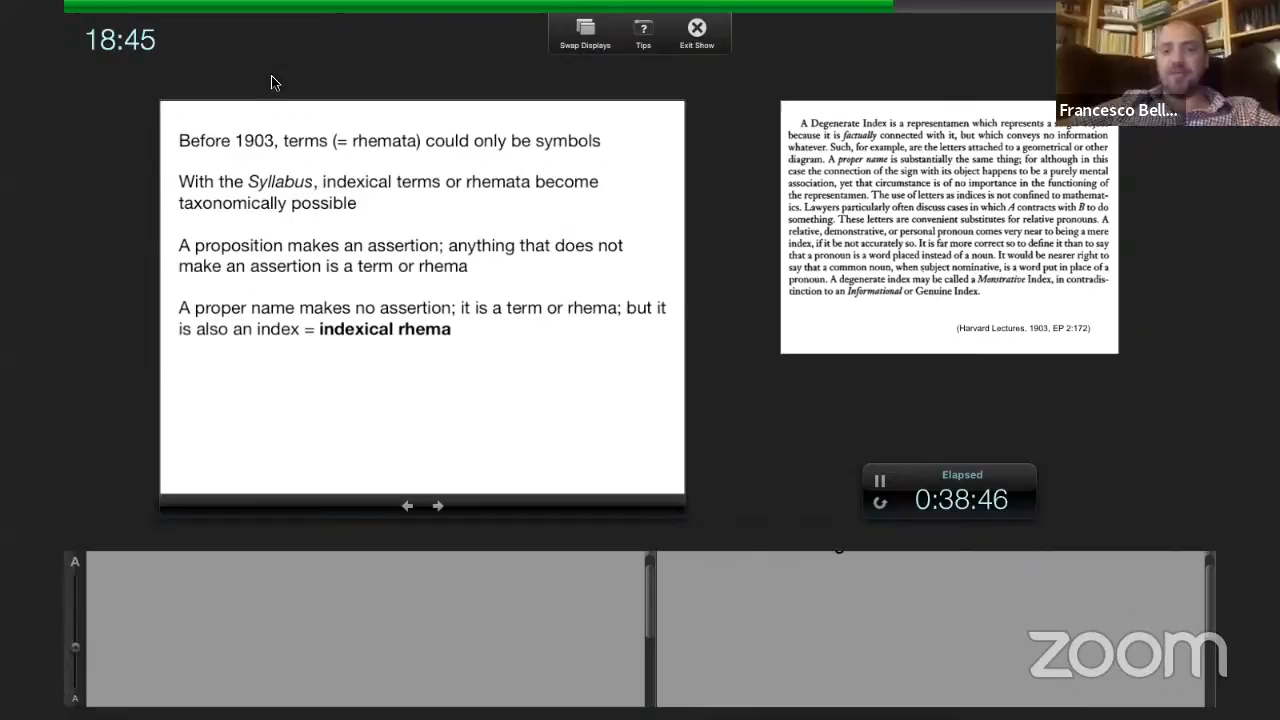 18:45
Swap Displays
Tips
Exit Show
Francesco Bell...
Before 1903, terms (= rhemata) could only be symbols
With the Syllabus, indexical terms or rhemata become
taxonomically possible
A proposition makes an assertion; anything that does not
make an assertion is a term or rhema
A proper name makes no assertion; it is a term or rhema; but it
is also an index = indexical rhema
A Degenerate Index is a representamen which represents a
because it is factually connected with it, but which conveys no information
whatever. Such, for example, are the letters attached to a geometrical or other
diagram. A proper name is substantially the same thing; for although in this
case the connection of the sign with its object happens to be a purely mental
association, yet that circumstance is of no importance in the functioning of
the representamen. The use of letters as indices is not confined to mathemat-
ics. Lawyers particularly often discuss cases in which A contracts with B to do
something. These letters are convenient substitutes for relative pronouns. A
relative, demonstrative, or personal pronoun comes very near to being a mere
index, if it be not accurately so. It is far more correct so to define it than to say
that a pronoun is a word placed instead of a noun. It would be nearer right to
say that a common noun, when subject nominative, is a word put in place of a
pronoun. A degenerate index may be called a Monstrative Index, in contradis-
tinction to an Informational or Genuine Index.
(Harvard Lectures, 1903, EP 2:172)
Elapsed
0:38:46
A
A
zoom